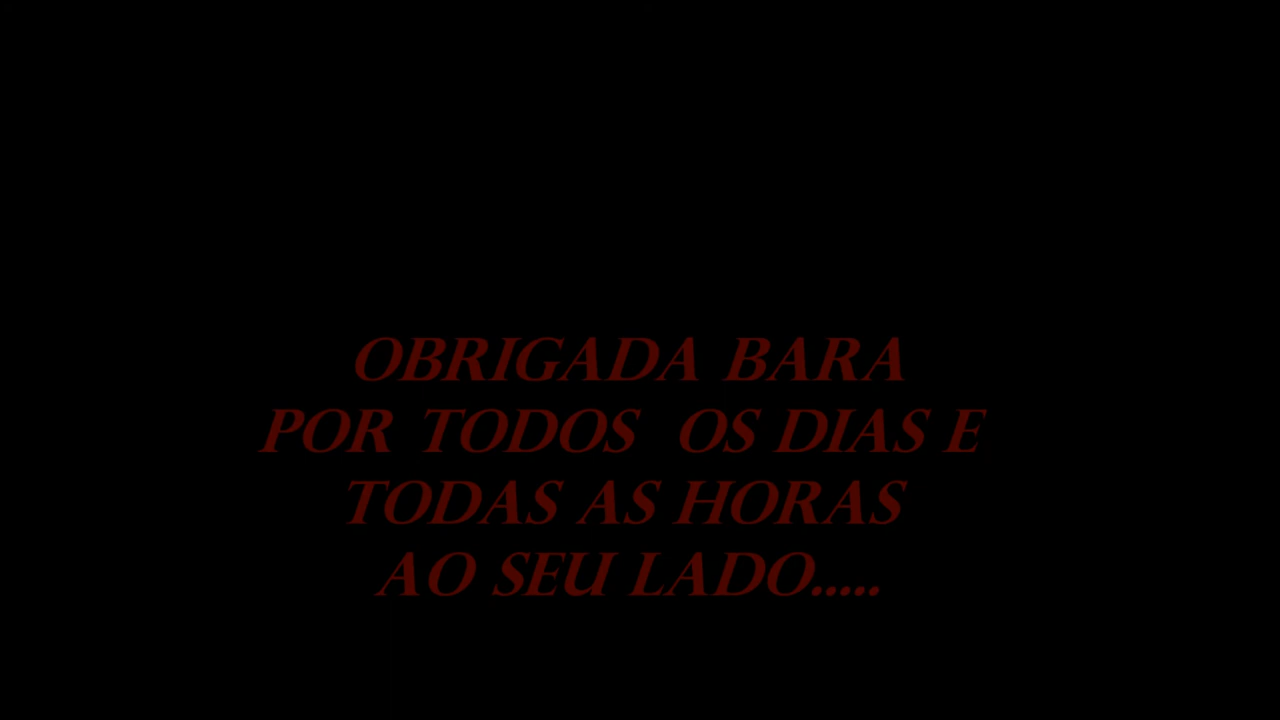 OBRIGADA BARA
POR TODOS OS DIAS E
TODAS AS HORAS
AO SEU LADO.....